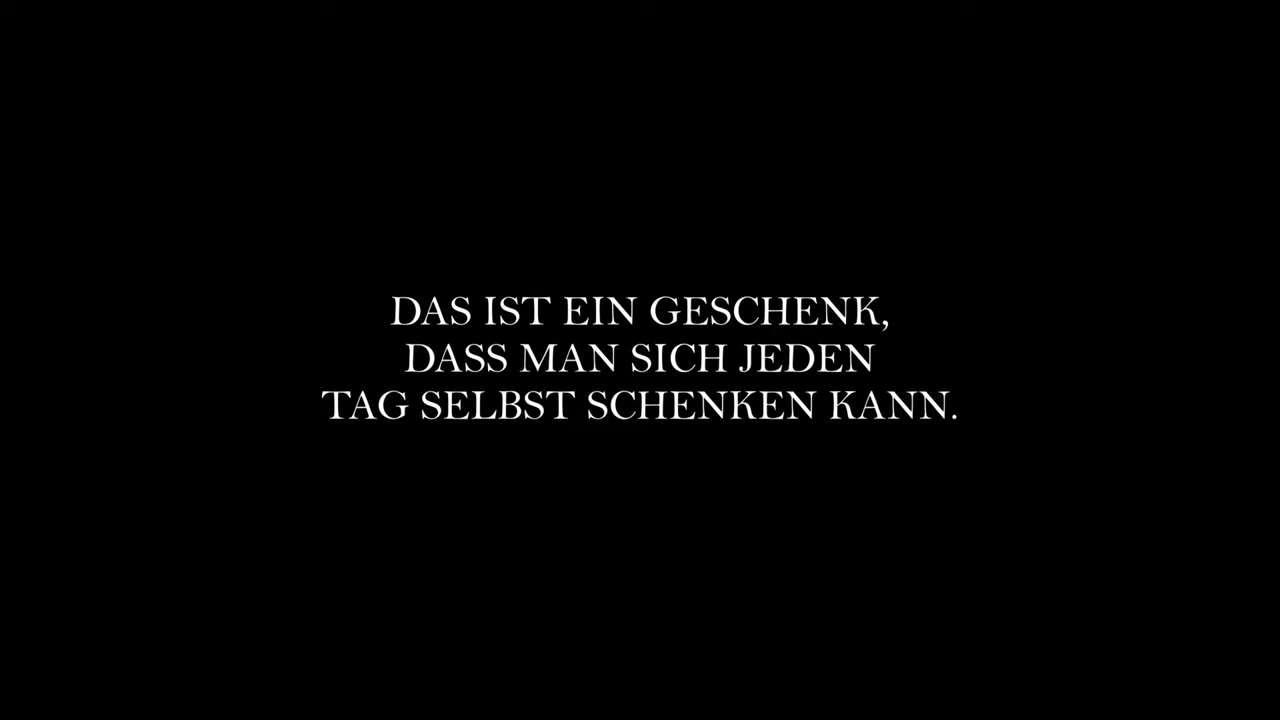 DAS IST EIN GESCHENK,
DASS MAN SICH JEDEN
TAG SELBST SCHENKEN KANN.